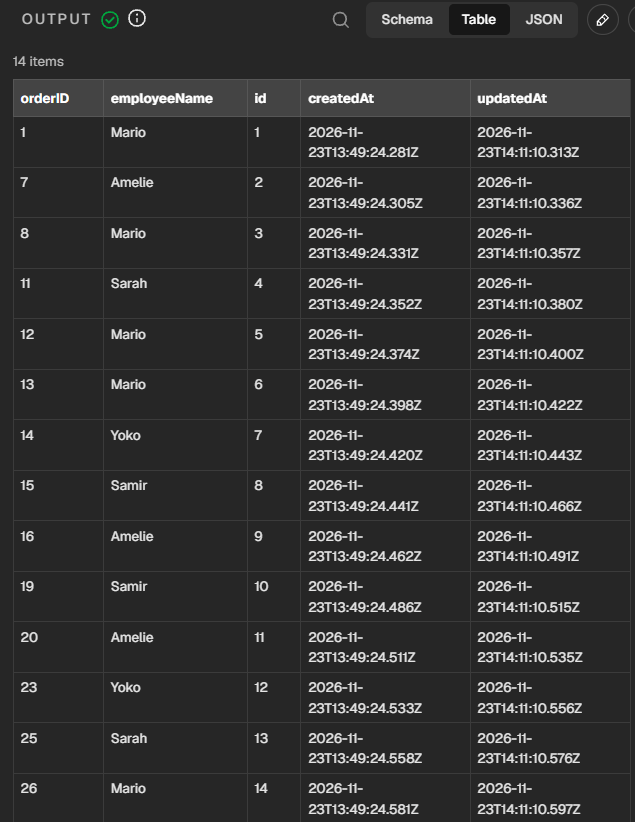 OUTPUT
Schema Table JSON
14 items
orderID employeeName id createdAt updatedAt
1 Mario 1 2026-11- 2026-11-
23T13:49:24.281Z 23T14:11:10.313Z
7 Amelie 2 2026-11- 2026-11-
23T13:49:24.305Z 23T14:11:10.336Z
8 Mario 3 2026-11- 2026-11-
23T13:49:24.331Z 23T14:11:10.357Z
11 Sarah 4 2026-11- 2026-11-
23T13:49:24.352Z 23T14:11:10.380Z
12 Mario 5 2026-11- 2026-11-
23T13:49:24.374Z 23T14:11:10.400Z
13 Mario 6 2026-11- 2026-11-
23T13:49:24.398Z 23T14:11:10.422Z
14 Yoko 7 2026-11- 2026-11-
23T13:49:24.420Z 23T14:11:10.443Z
15 Samir 8 2026-11- 2026-11-
23T13:49:24.441Z 23T14:11:10.466Z
16 Amelie 9 2026-11- 2026-11-
23T13:49:24.462Z 23T14:11:10.491Z
19 Samir 10 2026-11- 2026-11-
23T13:49:24.486Z 23T14:11:10.515Z
20 Amelie 11 2026-11- 2026-11-
23T13:49:24.511Z 23T14:11:10.535Z
23 Yoko 12 2026-11- 2026-11-
23T13:49:24.533Z 23T14:11:10.556Z
25 Sarah 13 2026-11- 2026-11-
23T13:49:24.558Z 23T14:11:10.576Z
26 Mario 14 2026-11- 2026-11-
23T13:49:24.581Z 23T14:11:10.597Z